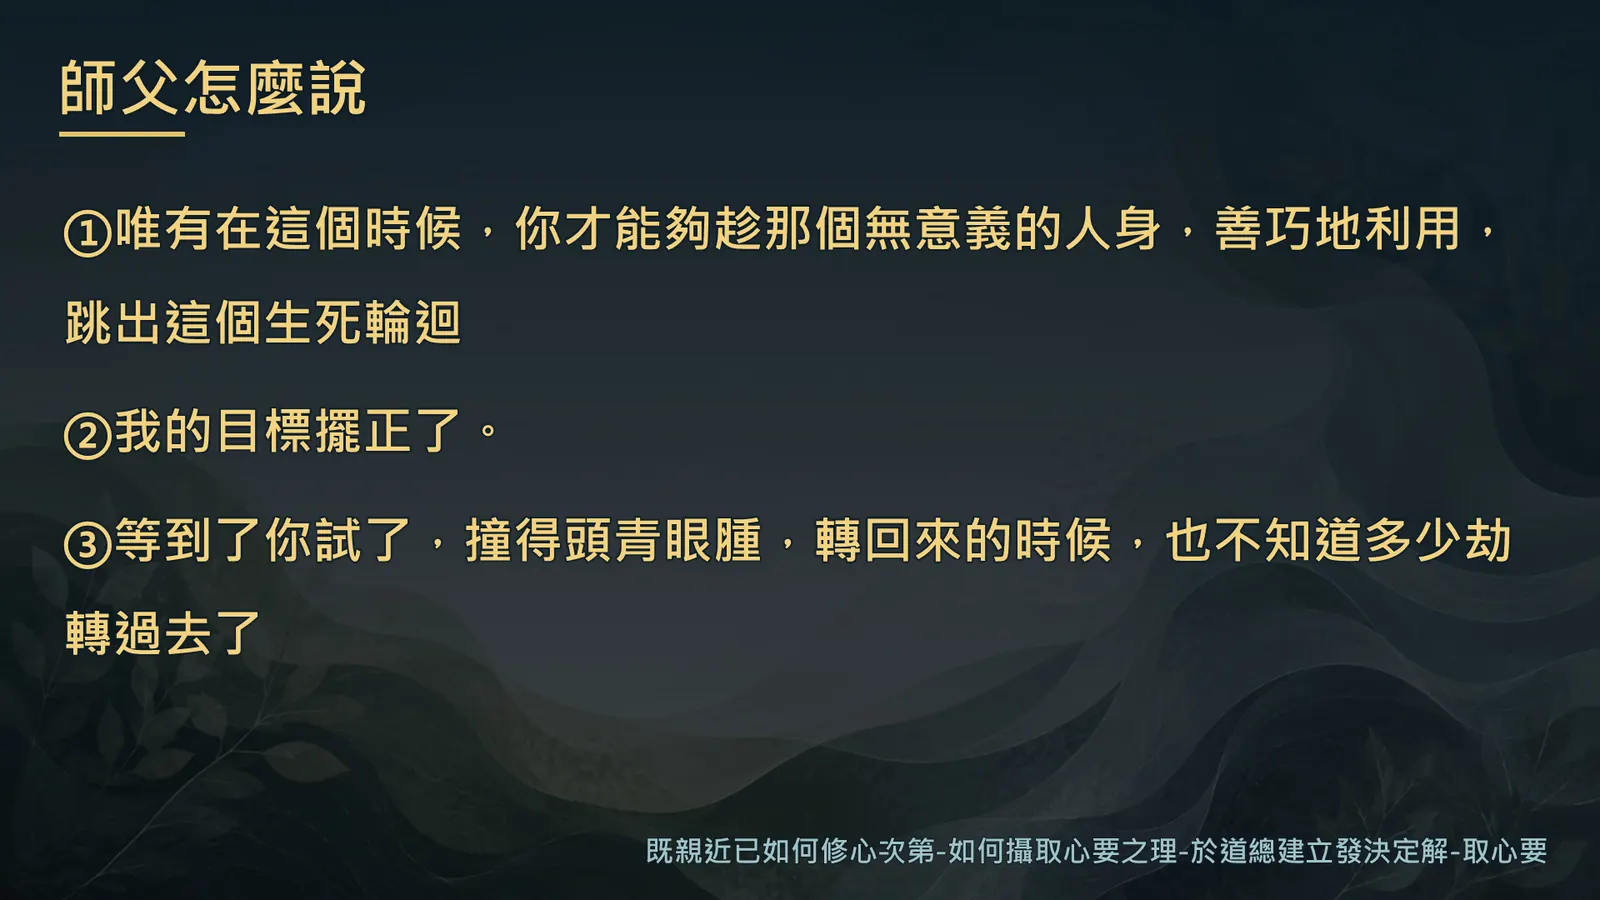 師父怎麼說
①唯有在這個時候，你才能夠趁那個無意義的人身，善巧地利用，
跳出這個生死輪迴
②我的目標擺正了。
③等到了你試了，撞得頭青眼腫，轉回來的時候，也不知道多少劫
轉過去了
既親近已如何修心次第-如何攝取心要之理-於道總建立發決定解-取心要